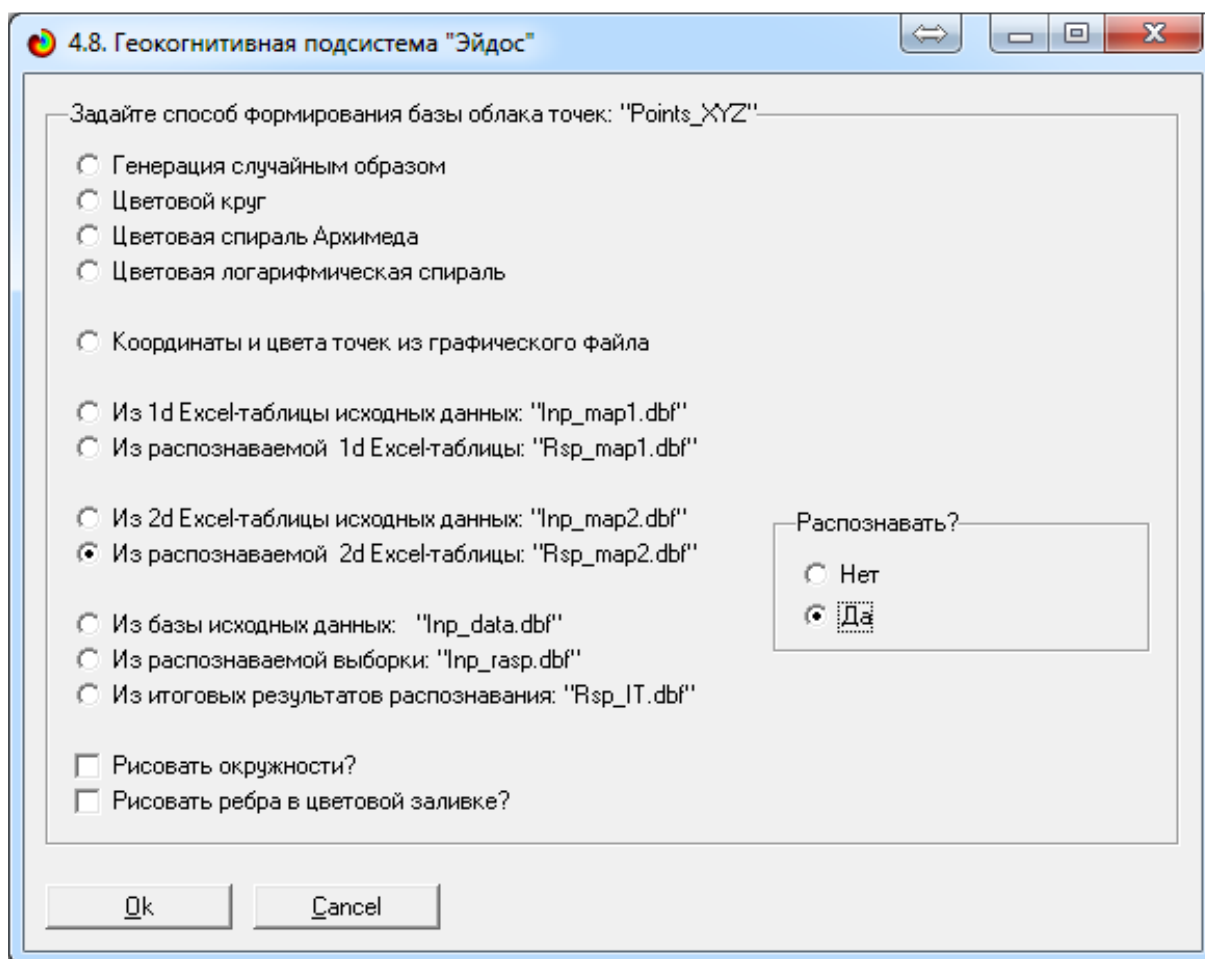 4.8. Геокогнитивная подсистема "Эйдос"
Задайте способ формирования базы облака точек: "Points_XYZ"
Генерация случайным образом
Цветовой круг
Цветовая спираль Архимеда
Цветовая логарифмическая спираль
Координаты и цвета точек из графического файла
Из 1d Excel-таблицы исходных данных: "Inp_map1.dbf"
Из распознаваемой 1d Excel-таблицы: "Rsp_map1.dbf"
Из 2d Excel-таблицы исходных данных: "Inp_map2.dbf"
Из распознаваемой 2d Excel-таблицы: "Rsp_map2.dbf"
Распознавать?
Нет
Да
Из базы исходных данных: "Inp_data.dbf"
Из распознаваемой выборки: "Inp_rasp.dbf"
Из итоговых результатов распознавания: "Rsp_IT.dbf"
Рисовать окружности?
Рисовать ребра в цветовой заливке?
Ok Cancel